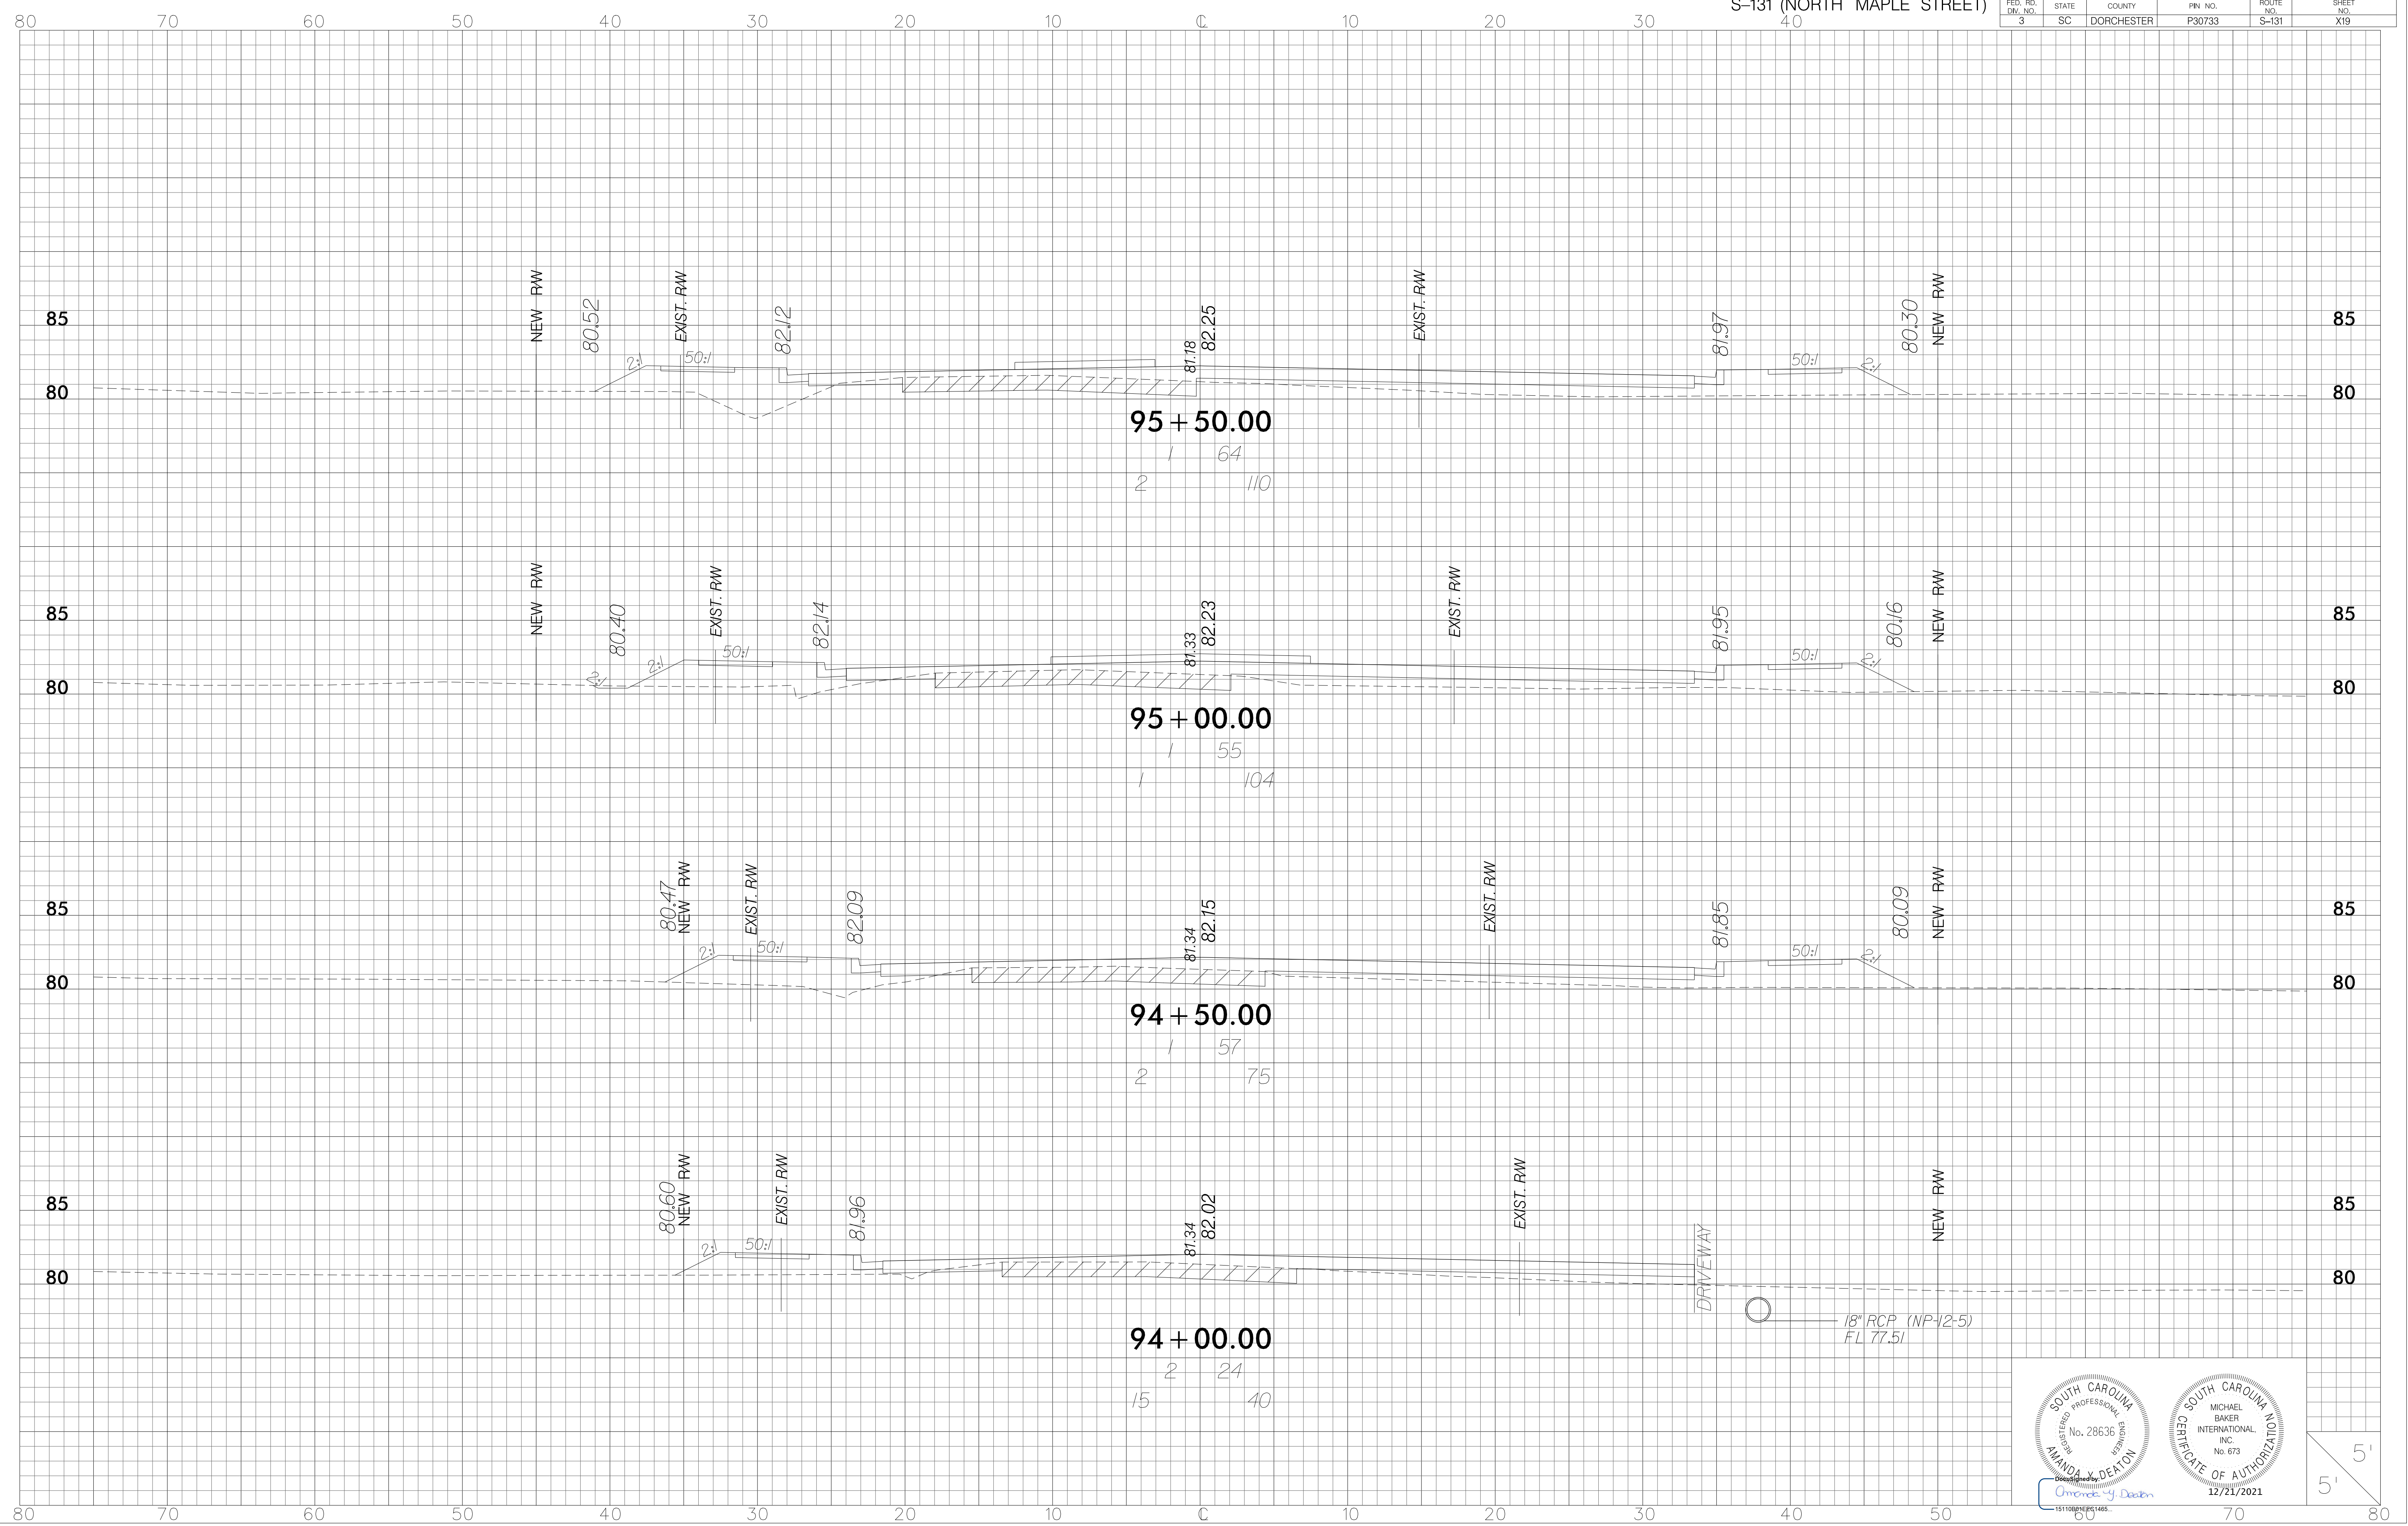 S-131 (NORTH MAPLE STREET)
FED. RD. DIV. NO. STATE COUNTY PIN NO. ROUTE NO. SHEET NO.
3 SC DORCHESTER P30733 S-131 X19
80 70 60 50 40 30 20 10 ℄ 10 20 30 40
NEW R/W 80.52 EXIST. R/W 82.12 81.18 82.25 EXIST. R/W 81.97 80.30 NEW R/W
85 85
2:1 50:1 50:1 2:1
80 80
95+50.00
1 64
2 110
NEW R/W 80.40 EXIST. R/W 82.14 81.33 82.23 EXIST. R/W 81.95 80.16 NEW R/W
85 85
2:1 2:1 50:1 50:1 2:1
80 80
95+00.00
1 55
1 104
80.47 NEW R/W EXIST. R/W 82.09 81.34 82.15 EXIST. R/W 81.85 80.09 NEW R/W
85 85
2:1 50:1 50:1 2:1
80 80
94+50.00
1 57
2 75
80.60 NEW R/W EXIST. R/W 81.96 81.34 82.02 EXIST. R/W DRIVEWAY NEW R/W
85 85
2:1 50:1
80 80
18" RCP (NP-12-5)
FL 77.51
94+00.00
2 24
15 40
SOUTH CAROLINA
REGISTERED PROFESSIONAL ENGINEER
No. 28636
AMANDA Y DEATON
SOUTH CAROLINA
MICHAEL
BAKER
INTERNATIONAL,
INC.
No. 673
CERTIFICATE OF AUTHORIZATION
DocuSigned by:
Amanda Y. Deaton
12/21/2021
5'
5'
80 70 60 50 40 30 20 10 ℄ 10 20 30 40 50 60 70 80